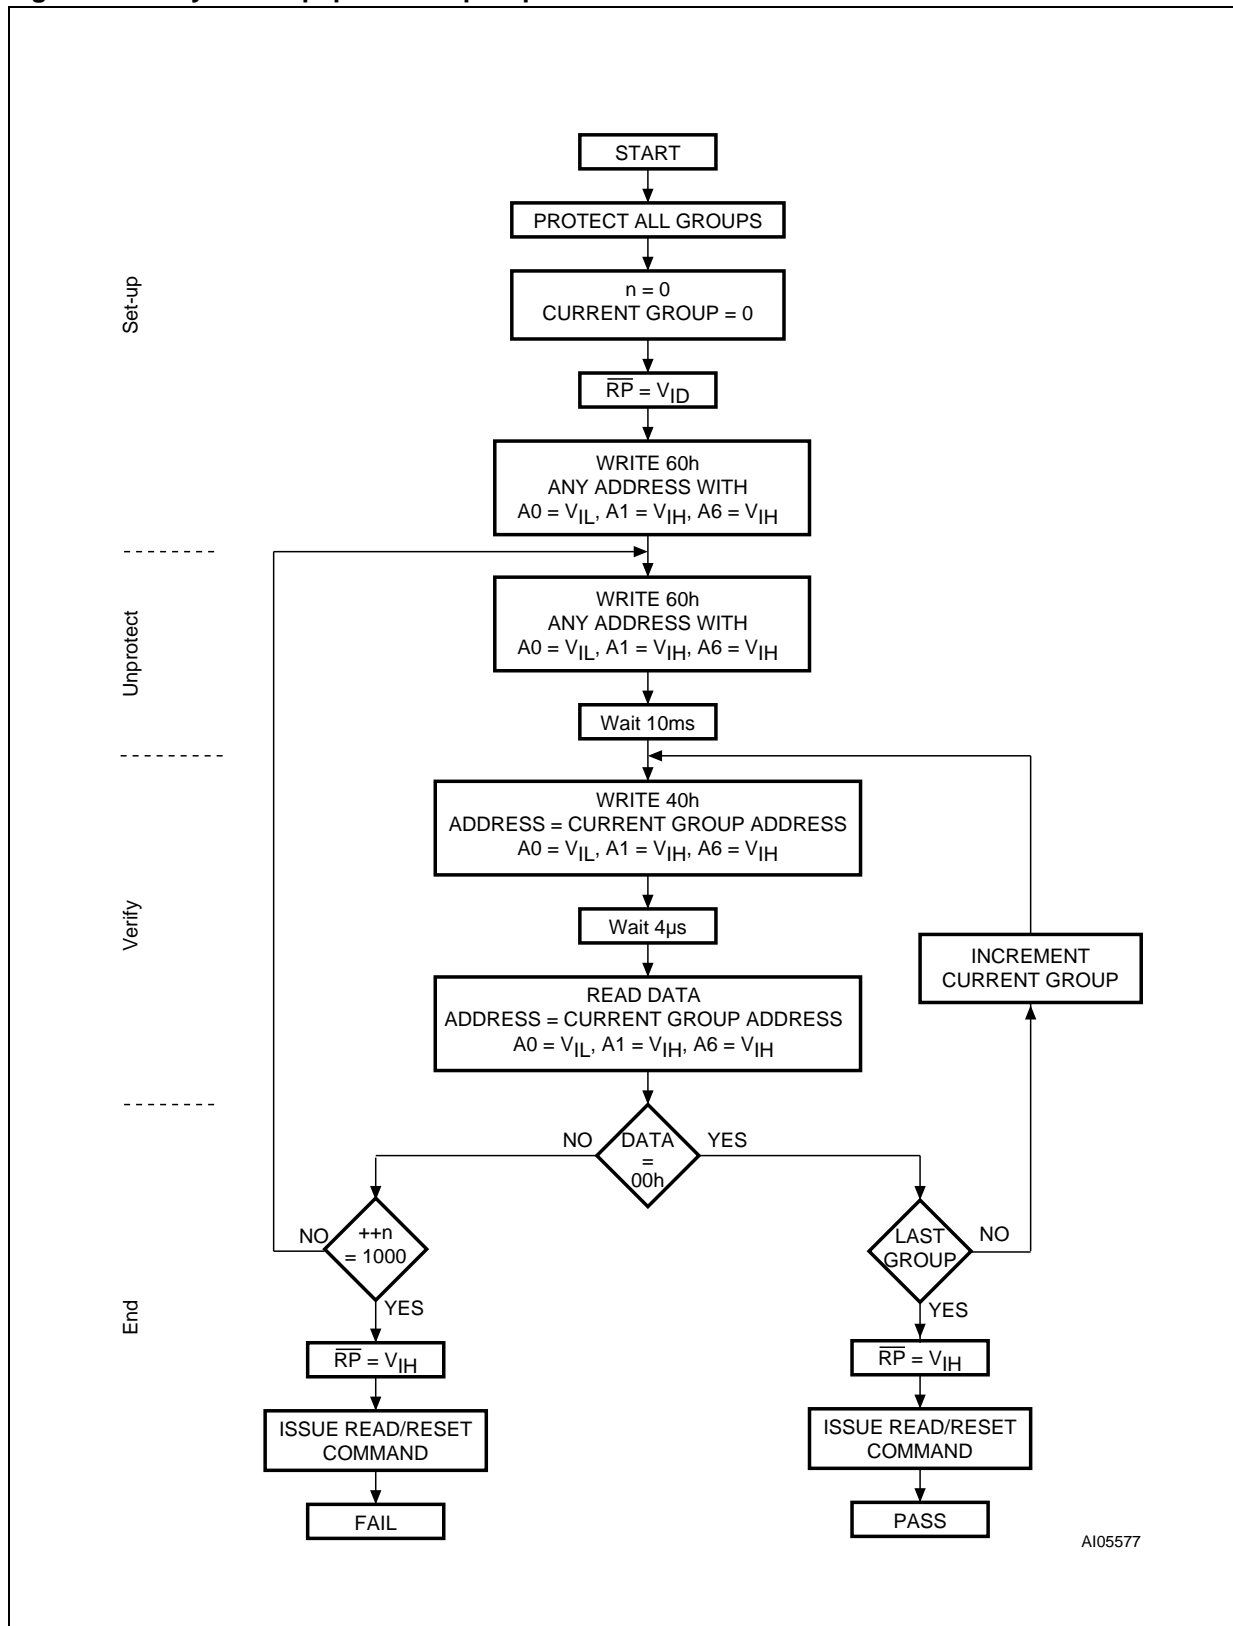 START
PROTECT ALL GROUPS
n = 0
CURRENT GROUP = 0
Set-up
R̅P̅ = VID
WRITE 60h
ANY ADDRESS WITH
A0 = VIL, A1 = VIH, A6 = VIH
Unprotect
WRITE 60h
ANY ADDRESS WITH
A0 = VIL, A1 = VIH, A6 = VIH
Wait 10ms
Verify
WRITE 40h
ADDRESS = CURRENT GROUP ADDRESS
A0 = VIL, A1 = VIH, A6 = VIH
Wait 4µs
INCREMENT
CURRENT GROUP
READ DATA
ADDRESS = CURRENT GROUP ADDRESS
A0 = VIL, A1 = VIH, A6 = VIH
End
NO
DATA
=
00h
YES
NO
++n
= 1000
YES
LAST
GROUP
NO
YES
R̅P̅ = VIH
R̅P̅ = VIH
ISSUE READ/RESET
COMMAND
ISSUE READ/RESET
COMMAND
FAIL
PASS
AI05577